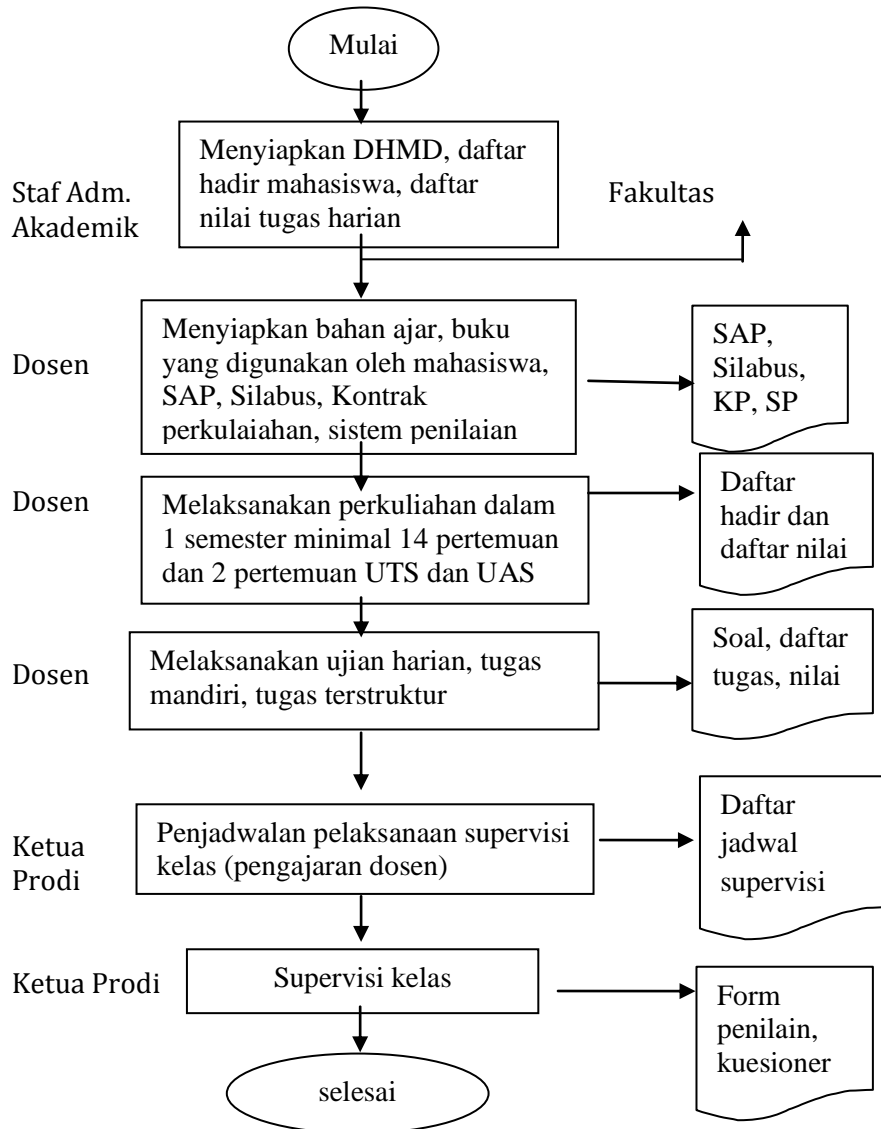 Mulai
Menyiapkan DHMD, daftar
hadir mahasiswa, daftar
nilai tugas harian
Staf Adm.
Akademik
Fakultas
Dosen
Menyiapkan bahan ajar, buku
yang digunakan oleh mahasiswa,
SAP, Silabus, Kontrak
perkulaiahan, sistem penilaian
SAP,
Silabus,
KP, SP
Dosen
Melaksanakan perkuliahan dalam
1 semester minimal 14 pertemuan
dan 2 pertemuan UTS dan UAS
Daftar
hadir dan
daftar nilai
Dosen
Melaksanakan ujian harian, tugas
mandiri, tugas terstruktur
Soal, daftar
tugas, nilai
Ketua
Prodi
Penjadwalan pelaksanaan supervisi
kelas (pengajaran dosen)
Daftar
jadwal
supervisi
Ketua Prodi
Supervisi kelas
Form
penilain,
kuesioner
selesai